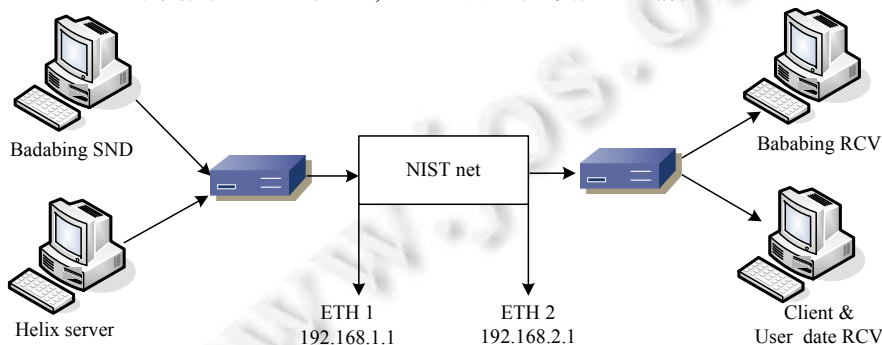 Badabing SND
Bababing RCV
NIST net
Helix server
ETH 1
192.168.1.1
ETH 2
192.168.2.1
Client &
User date RCV